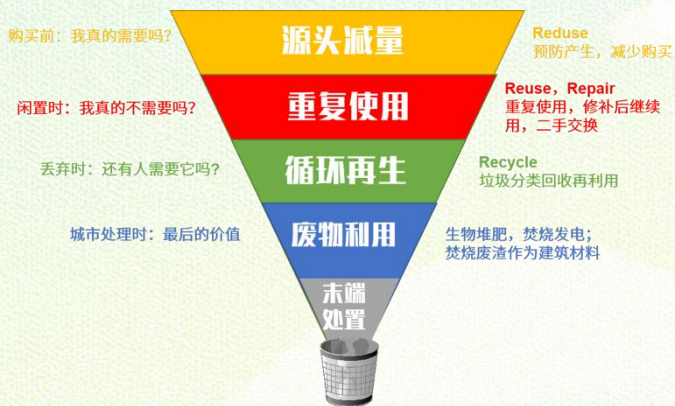 购买前：我真的需要吗？
源头减量
Reduse
预防产生，减少购买
闲置时：我真的不需要吗？
重复使用
Reuse，Repair
重复使用，修补后继续
用，二手交换
丢弃时：还有人需要它吗?
循环再生
Recycle
垃圾分类回收再利用
城市处理时：最后的价值
废物利用
生物堆肥，焚烧发电；
焚烧废渣作为建筑材料
末端
处置